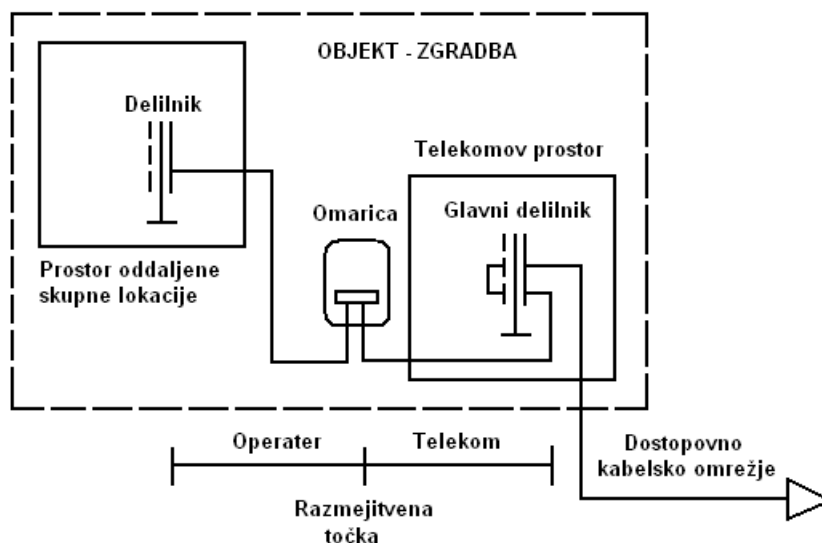 OBJEKT - ZGRADBA
Delilnik
Telekomov prostor
Omarica
Glavni delilnik
Prostor oddaljene
skupne lokacije
Operater
Telekom
Dostopovno
kabelsko omrežje
Razmejitvena
točka